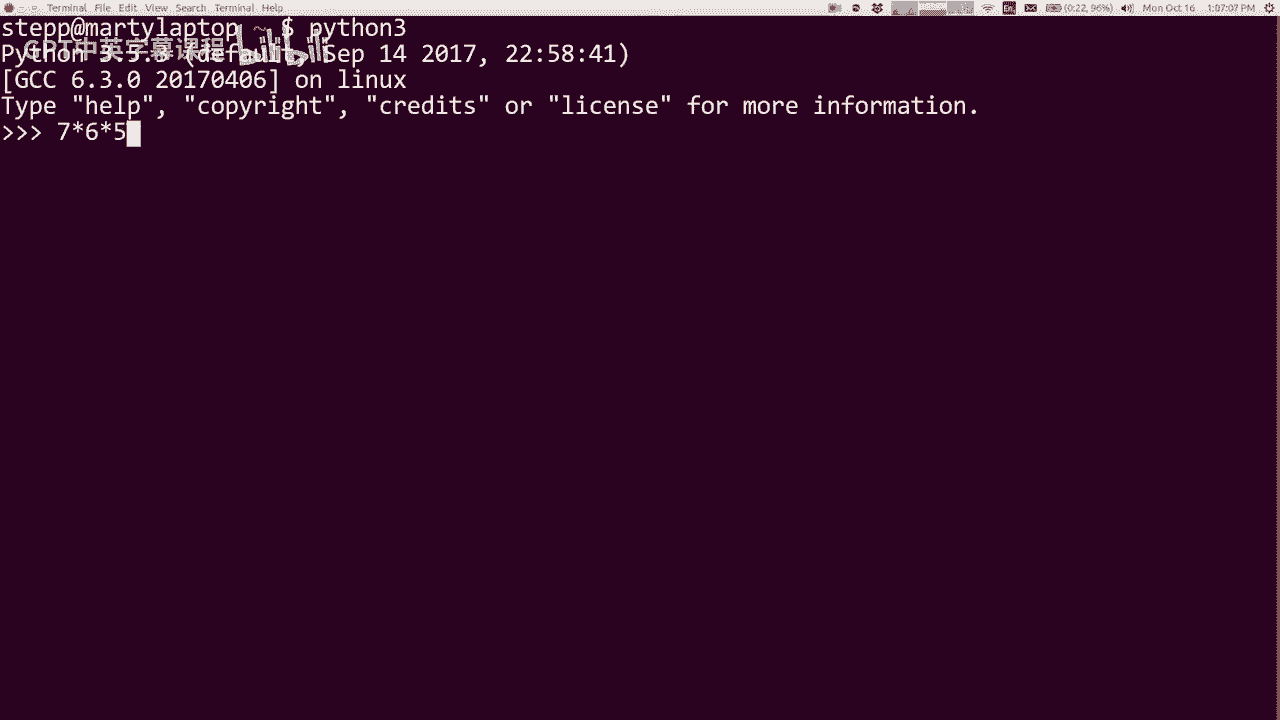 Terminal File Edit View Search Terminal Help En (0:22, 96%) Mon Oct 16 1:07:07 PM
stepp@martylaptop ~ $ python3
GPT中英字幕课程 bilibili
Python 3.5.3 (default, Sep 14 2017, 22:58:41)
[GCC 6.3.0 20170406] on linux
Type "help", "copyright", "credits" or "license" for more information.
>>> 7*6*5